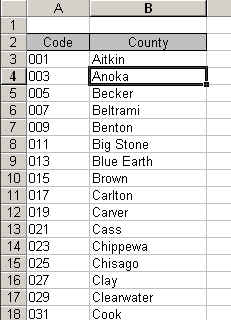 A B
1
2 Code County
3 001 Aitkin
4 003 Anoka
5 005 Becker
6 007 Beltrami
7 009 Benton
8 011 Big Stone
9 013 Blue Earth
10 015 Brown
11 017 Carlton
12 019 Carver
13 021 Cass
14 023 Chippewa
15 025 Chisago
16 027 Clay
17 029 Clearwater
18 031 Cook